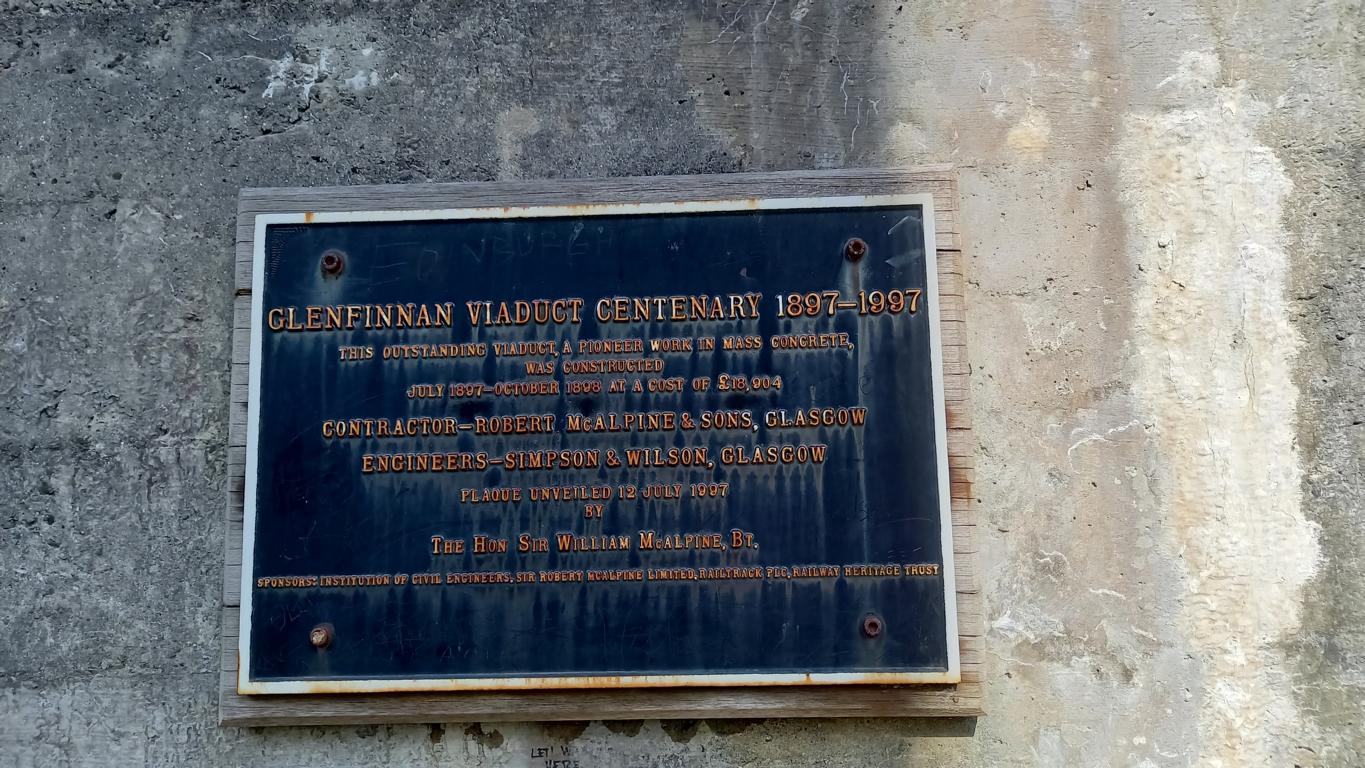 GLENFINNAN VIADUCT CENTENARY 1897–1997
THIS OUTSTANDING VIADUCT, A PIONEER WORK IN MASS CONCRETE,
WAS CONSTRUCTED
JULY 1897–OCTOBER 1898 AT A COST OF £18,904
CONTRACTOR–ROBERT McALPINE & SONS, GLASGOW
ENGINEERS–SIMPSON & WILSON, GLASGOW
PLAQUE UNVEILED 12 JULY 1997
BY
THE HON SIR WILLIAM McALPINE, BT.
SPONSORS: INSTITUTION OF CIVIL ENGINEERS, SIR ROBERT McALPINE LIMITED, RAILTRACK PLC, RAILWAY HERITAGE TRUST
HERE